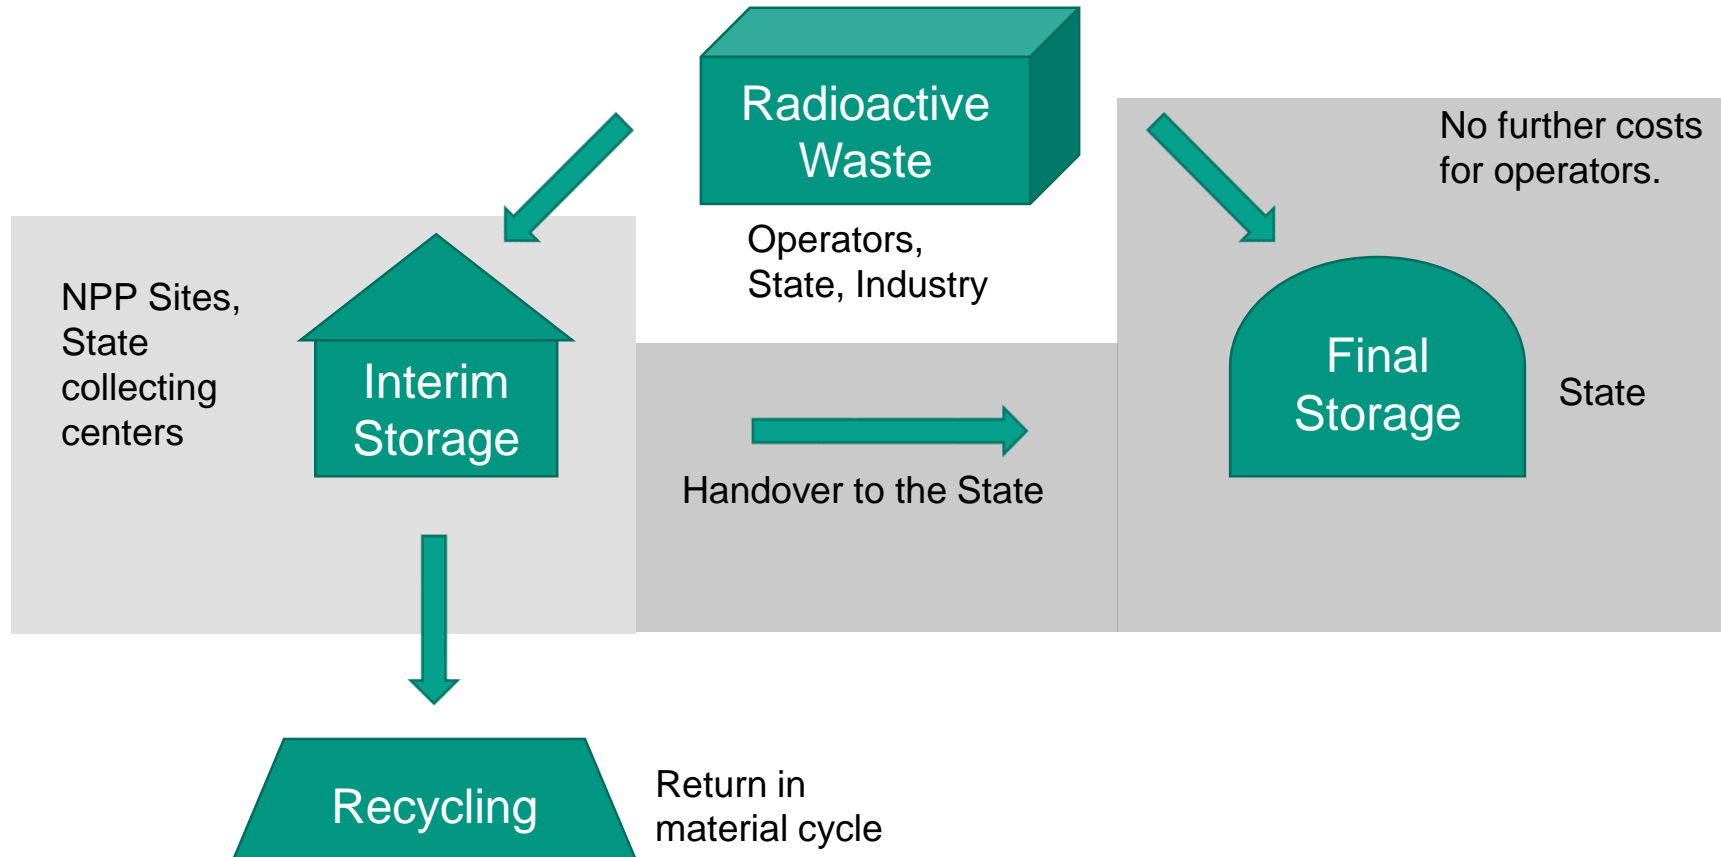 Radioactive
Waste
Operators,
State, Industry
No further costs
for operators.
NPP Sites,
State
collecting
centers
Interim
Storage
Handover to the State
Final
Storage
State
Recycling
Return in
material cycle